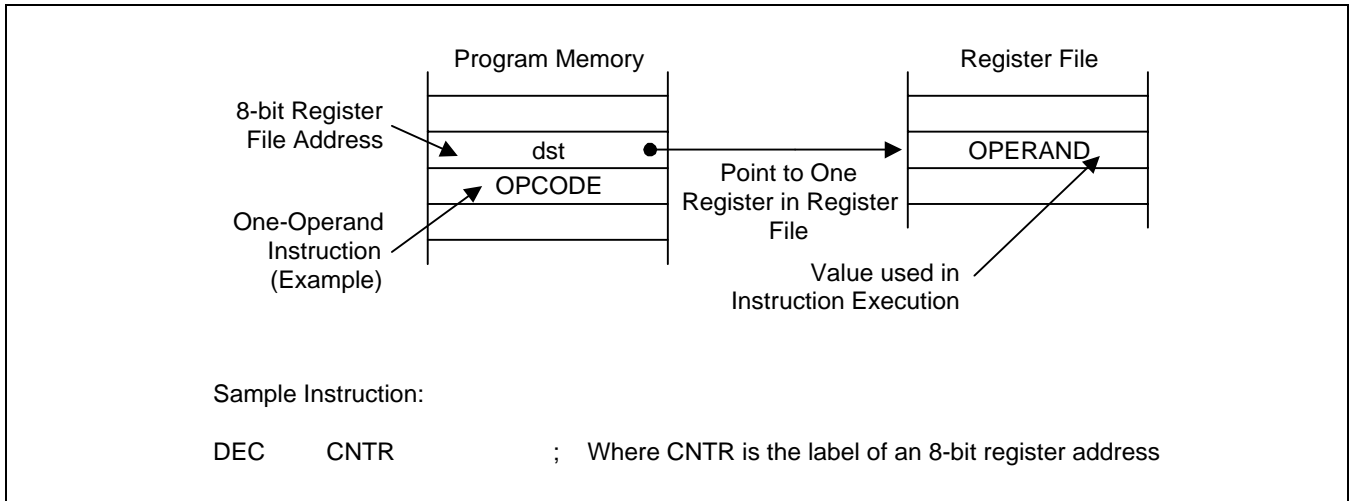 Program Memory
Register File
8-bit Register
File Address
dst
OPERAND
OPCODE
Point to One
Register in Register
File
One-Operand
Instruction
(Example)
Value used in
Instruction Execution
Sample Instruction:
DEC CNTR ; Where CNTR is the label of an 8-bit register address